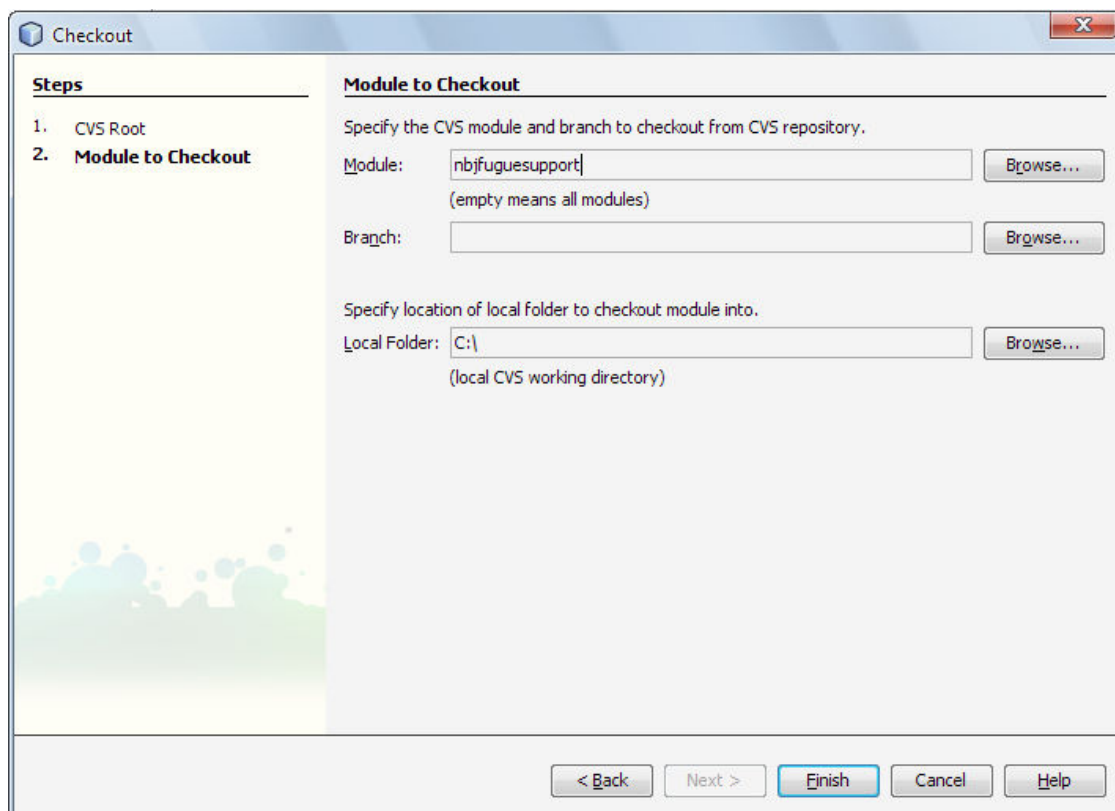 Checkout
Steps
1. CVS Root
2. Module to Checkout
Module to Checkout
Specify the CVS module and branch to checkout from CVS repository.
Module: nbjfuguesupport Browse...
(empty means all modules)
Branch: Browse...
Specify location of local folder to checkout module into.
Local Folder: C:\ Browse...
(local CVS working directory)
< Back Next > Finish Cancel Help